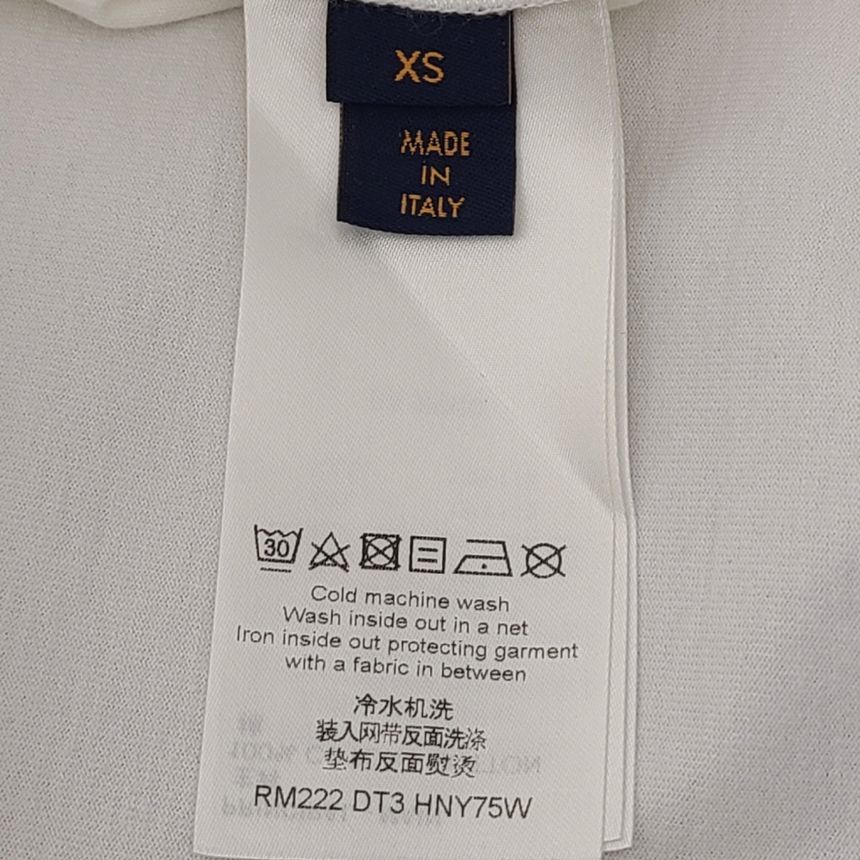 XS
MADE
IN
ITALY
30
Cold machine wash
Wash inside out in a net
Iron inside out protecting garment
with a fabric in between
冷水机洗
装入网带反面洗涤
垫布反面熨烫
RM222 DT3 HNY75W